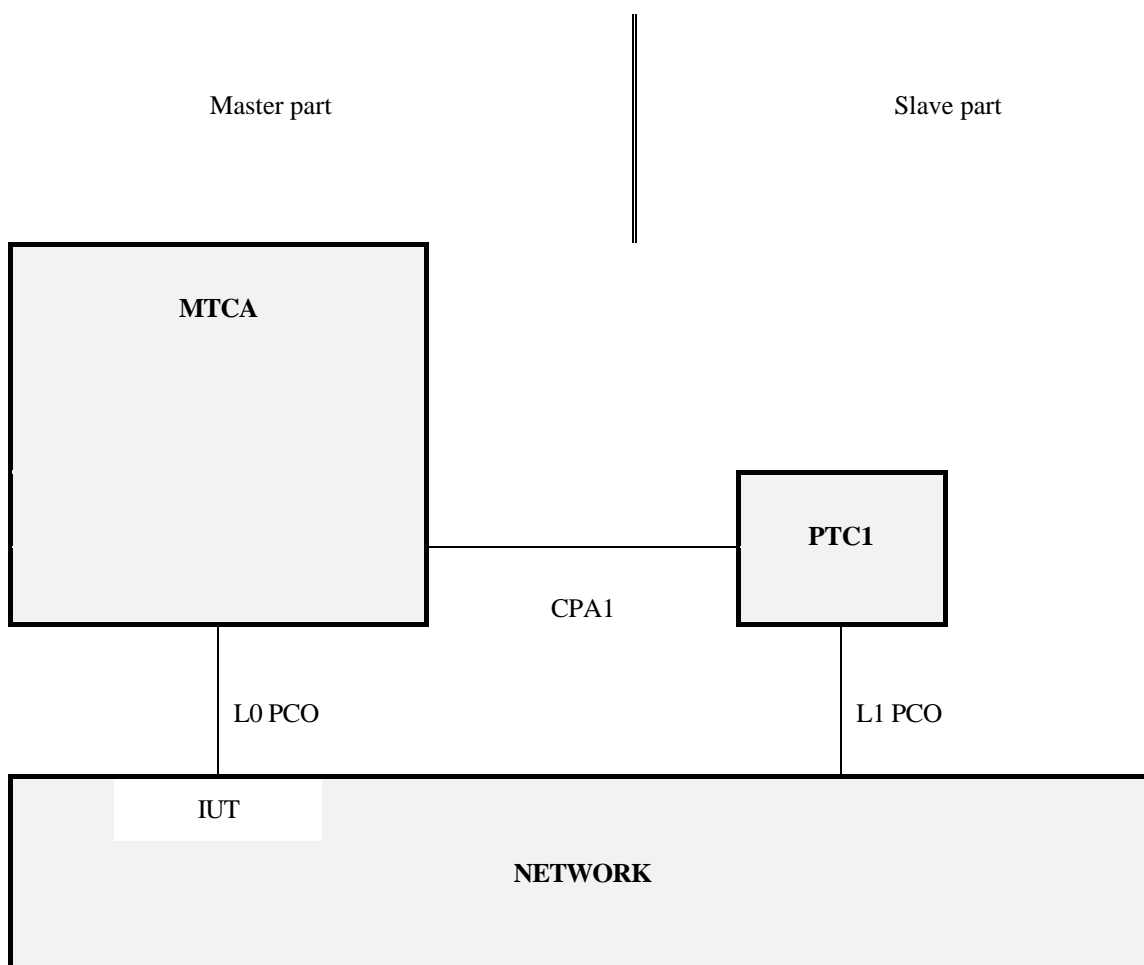 Master part
Slave part
MTCA
PTC1
CPA1
L0 PCO
L1 PCO
IUT
NETWORK